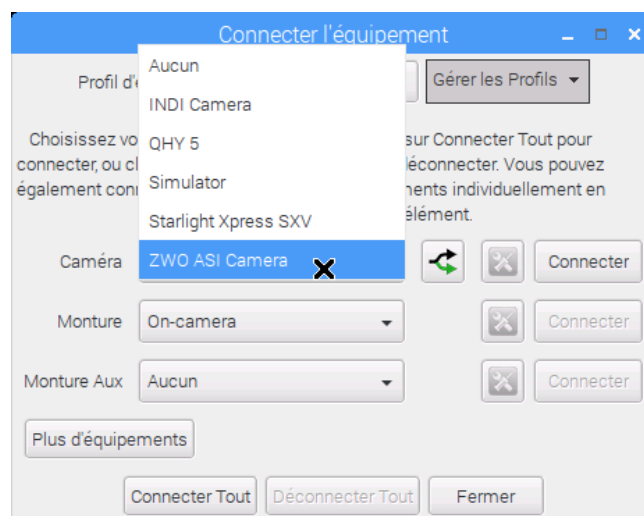 Connecter l'équipement
Profil d'
Gérer les Profils
Aucun
INDI Camera
QHY 5
Simulator
Starlight Xpress SXV
ZWO ASI Camera
Choisissez vo sur Connecter Tout pour
connecter, ou cl déconnecter. Vous pouvez
également con ments individuellement en
élément.
Caméra
Connecter
Monture On-camera Connecter
Monture Aux Aucun Connecter
Plus d'équipements
Connecter Tout Déconnecter Tout Fermer